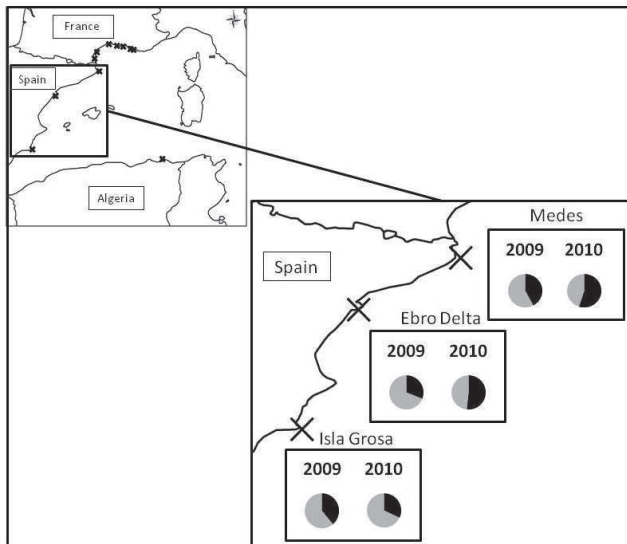 France
Spain
Algeria
Medes
2009 2010
Spain
Ebro Delta
2009 2010
Isla Grosa
2009 2010